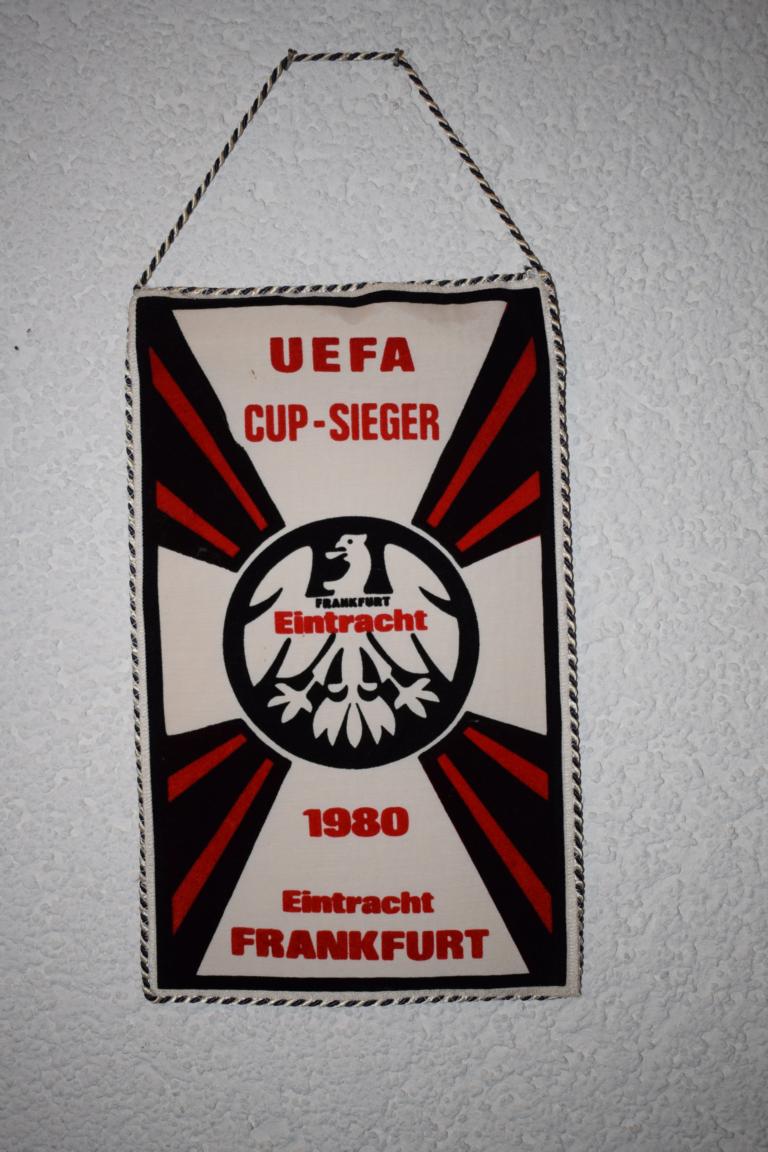 UEFA
CUP-SIEGER
FRANKFURT
Eintracht
1980
Eintracht
FRANKFURT